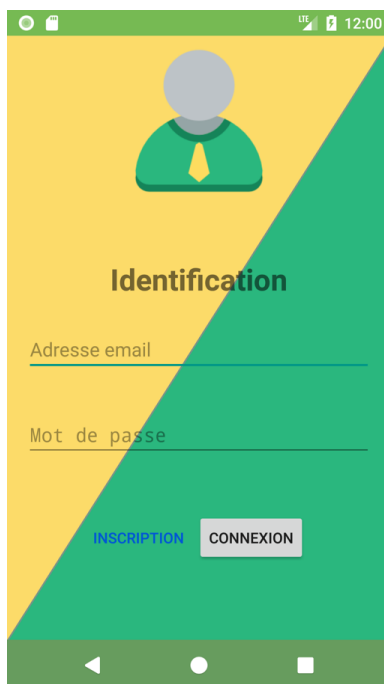 LTE 12:00
Identification
Adresse email
Mot de passe
INSCRIPTION CONNEXION